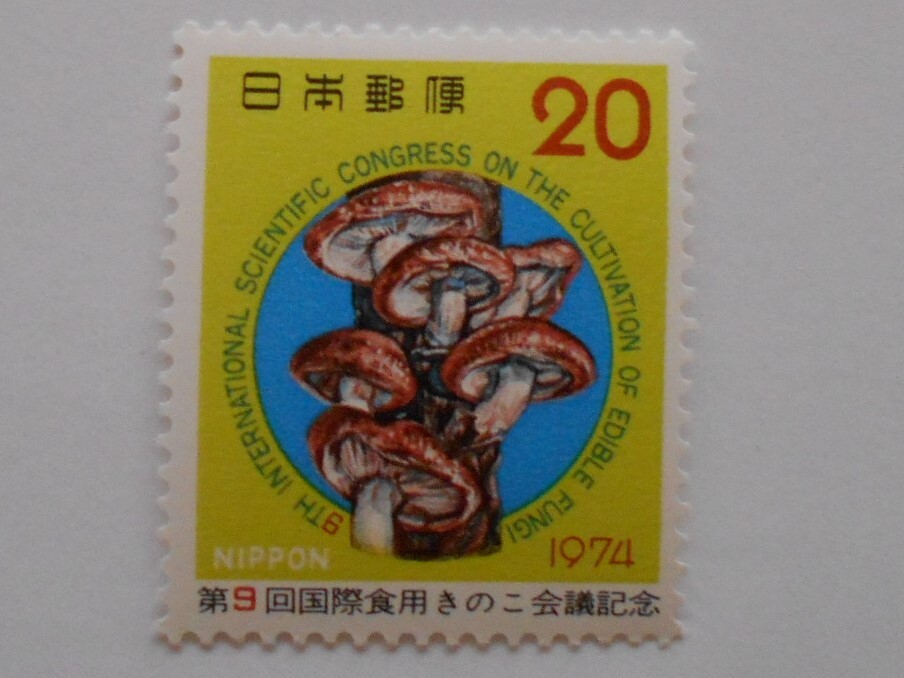 日本郵便
20
9TH INTERNATIONAL SCIENTIFIC CONGRESS ON THE CULTIVATION OF EDIBLE FUNGI
NIPPON
1974
第9回国際食用きのこ会議記念